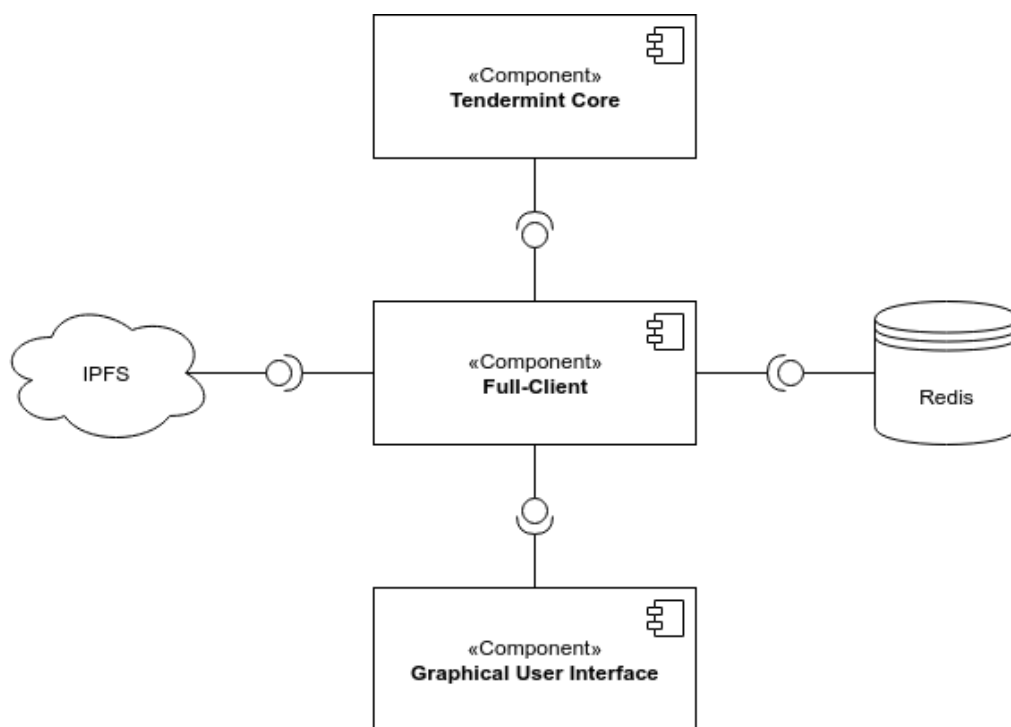 «Component»
Tendermint Core
IPFS
«Component»
Full-Client
Redis
«Component»
Graphical User Interface